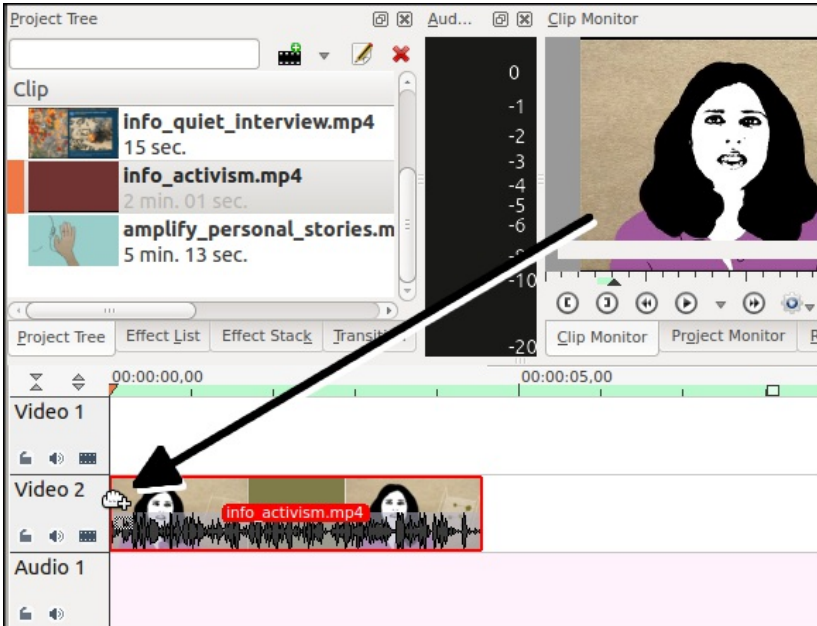 Project Tree
Aud...
Clip Monitor
Clip
info_quiet_interview.mp4
15 sec.
info_activism.mp4
2 min. 01 sec.
amplify_personal_stories.m
5 min. 13 sec.
0
-1
-2
-3
-4
-5
-6
-10
-20
Project Tree
Effect List
Effect Stack
Clip Monitor
Project Monitor
00:00:00,00
00:00:05,00
Video 1
Video 2
info_activism.mp4
Audio 1